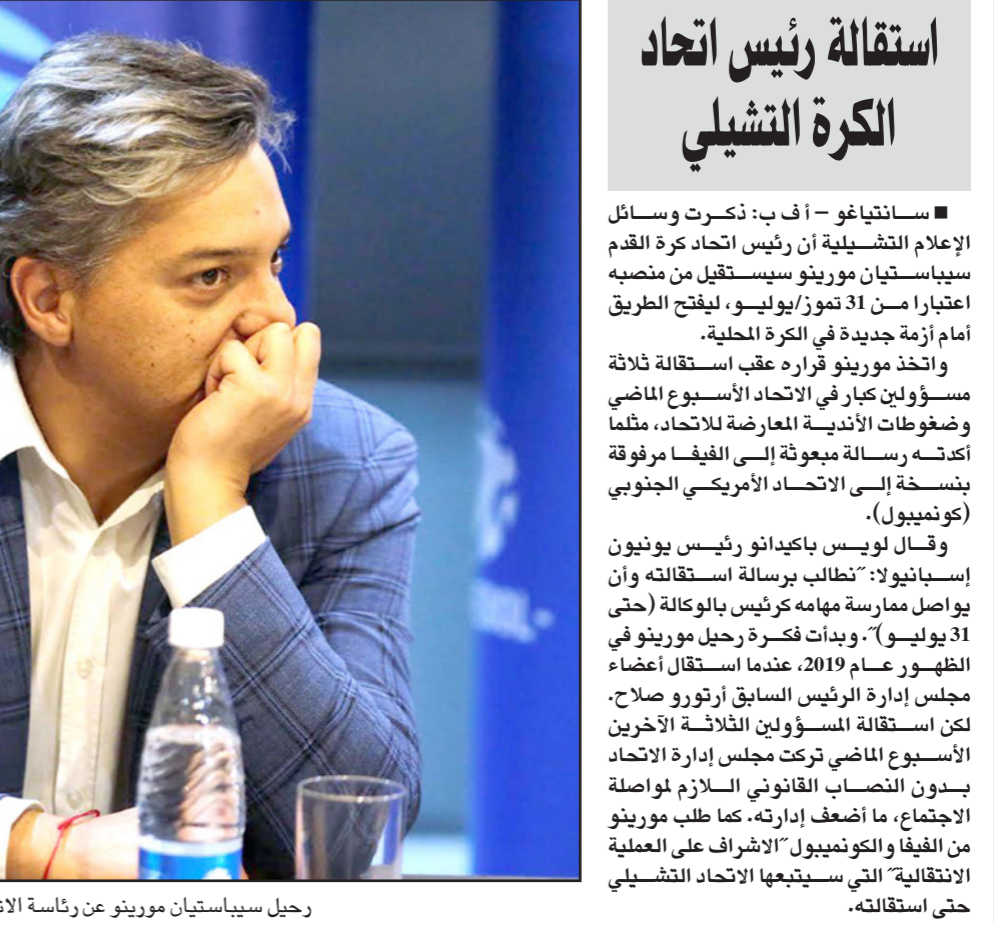 استقالة رئيس اتحاد
الكرة التشيلي
■ سانتياغو – أ ف ب: ذكرت وسائل
الإعلام التشيلية أن رئيس اتحاد كرة القدم
سيباستيان مورينو سيستقيل من منصبه
اعتبارا من 31 تموز/يوليو، ليفتح الطريق
أمام أزمة جديدة في الكرة المحلية.
واتخذ مورينو قراره عقب استقالة ثلاثة
مسؤولين كبار في الاتحاد الأسبوع الماضي
وضغوطات الأندية المعارضة للاتحاد، مثلما
أكدته رسالة مبعوثة إلى الفيفا مرفوقة
بنسخة إلى الاتحاد الأمريكي الجنوبي
(كونميبول).
وقال لويس باكيدانو رئيس يونيون
إسبانيولا: "نطالب برسالة استقالته وأن
يواصل ممارسة مهامه كرئيس بالوكالة (حتى
31 يوليو)". وبدأت فكرة رحيل مورينو في
الظهور عام 2019، عندما استقال أعضاء
مجلس إدارة الرئيس السابق أرتورو صلاح.
لكن استقالة المسؤولين الثلاثة الآخرين
الأسبوع الماضي تركت مجلس إدارة الاتحاد
بدون النصاب القانوني اللازم لمواصلة
الاجتماع، ما أضعف إدارته. كما طلب مورينو
من الفيفا والكونميبول "الاشراف على العملية
الانتقالية" التي سيتبعها الاتحاد التشيلي
حتى استقالته.
رحيل سيباستيان مورينو عن رئاسة